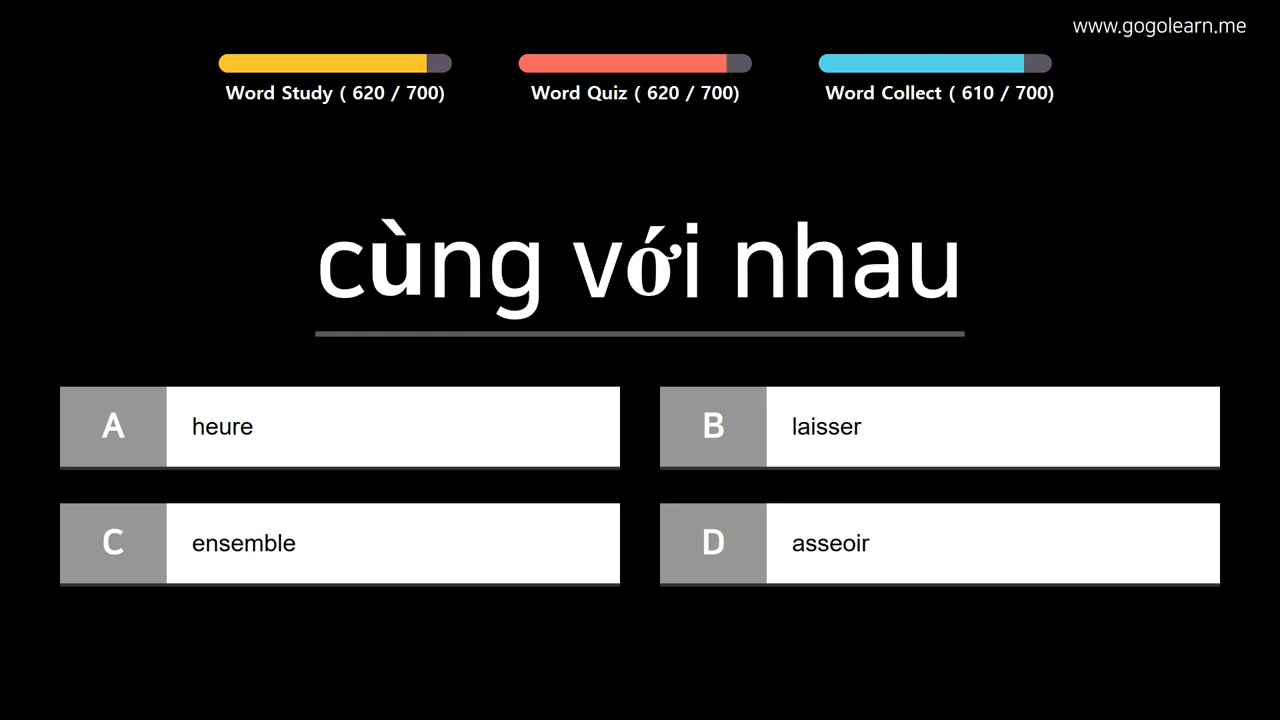 www.gogolearn.me
Word Study ( 620 / 700)
Word Quiz ( 620 / 700)
Word Collect ( 610 / 700)
cùng với nhau
A heure
B laisser
C ensemble
D asseoir